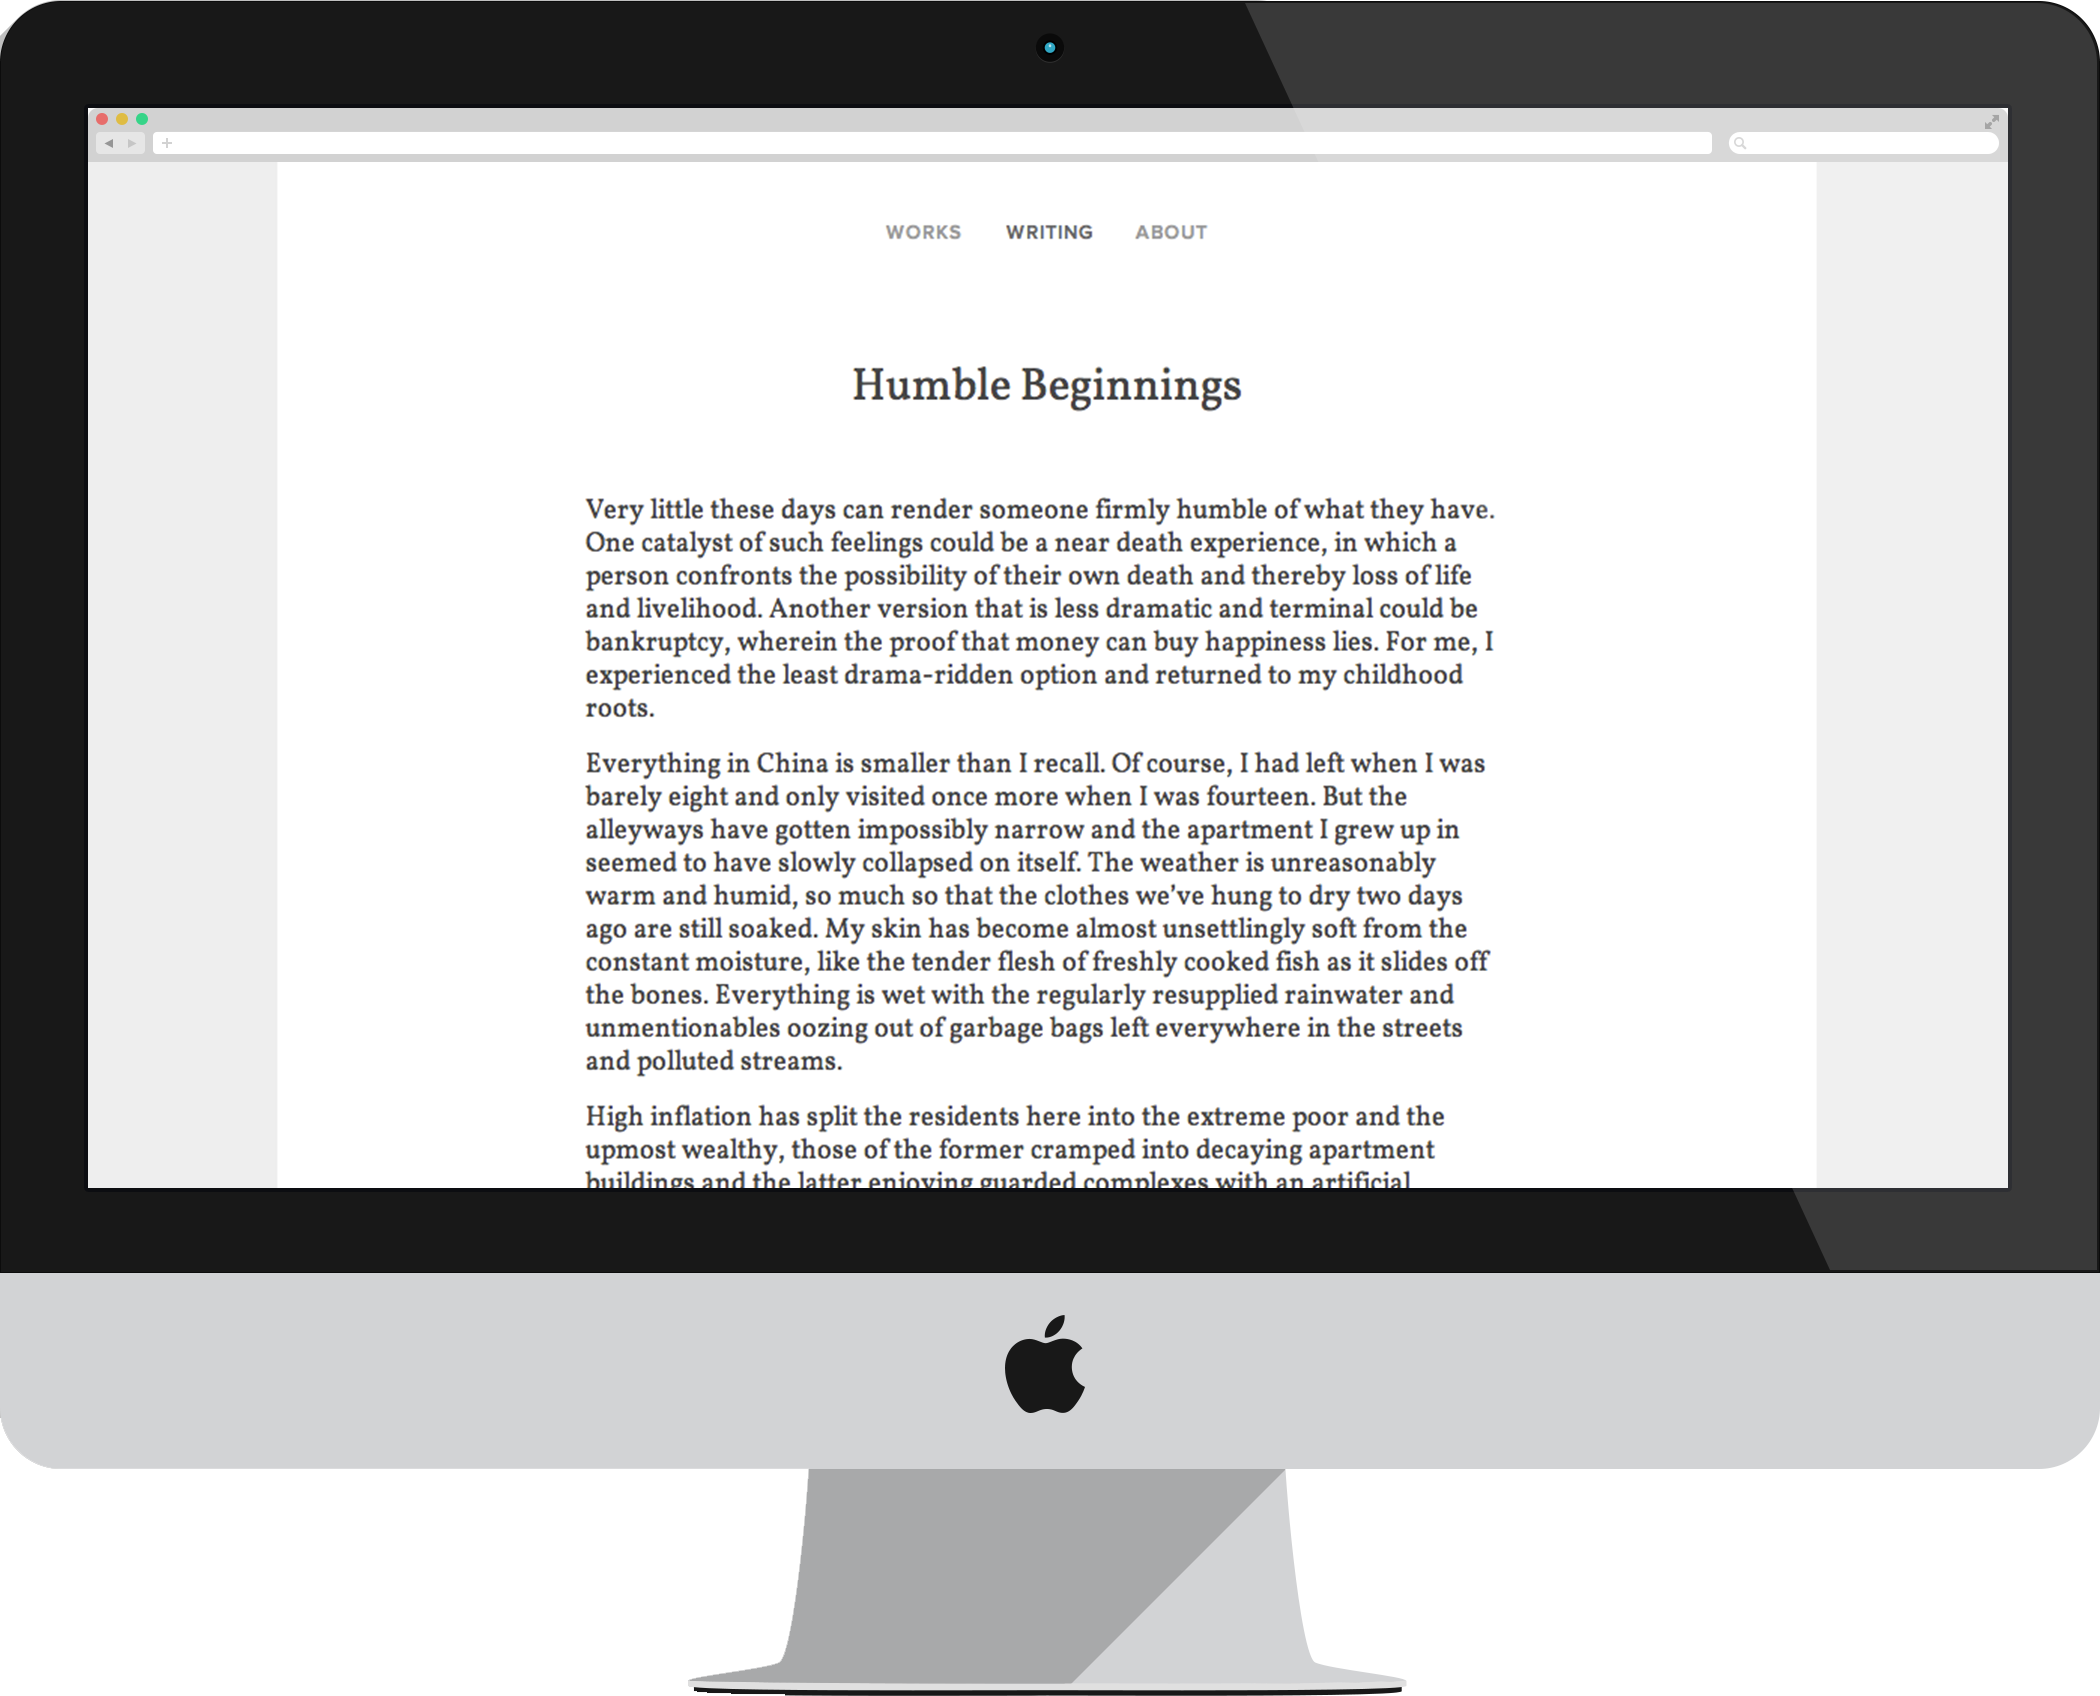 WORKS WRITING ABOUT
Humble Beginnings
Very little these days can render someone firmly humble of what they have.
One catalyst of such feelings could be a near death experience, in which a
person confronts the possibility of their own death and thereby loss of life
and livelihood. Another version that is less dramatic and terminal could be
bankruptcy, wherein the proof that money can buy happiness lies. For me, I
experienced the least drama-ridden option and returned to my childhood
roots.
Everything in China is smaller than I recall. Of course, I had left when I was
barely eight and only visited once more when I was fourteen. But the
alleyways have gotten impossibly narrow and the apartment I grew up in
seemed to have slowly collapsed on itself. The weather is unreasonably
warm and humid, so much so that the clothes we’ve hung to dry two days
ago are still soaked. My skin has become almost unsettlingly soft from the
constant moisture, like the tender flesh of freshly cooked fish as it slides off
the bones. Everything is wet with the regularly resupplied rainwater and
unmentionables oozing out of garbage bags left everywhere in the streets
and polluted streams.
High inflation has split the residents here into the extreme poor and the
upmost wealthy, those of the former cramped into decaying apartment
buildings and the latter enjoying guarded complexes with an artificial